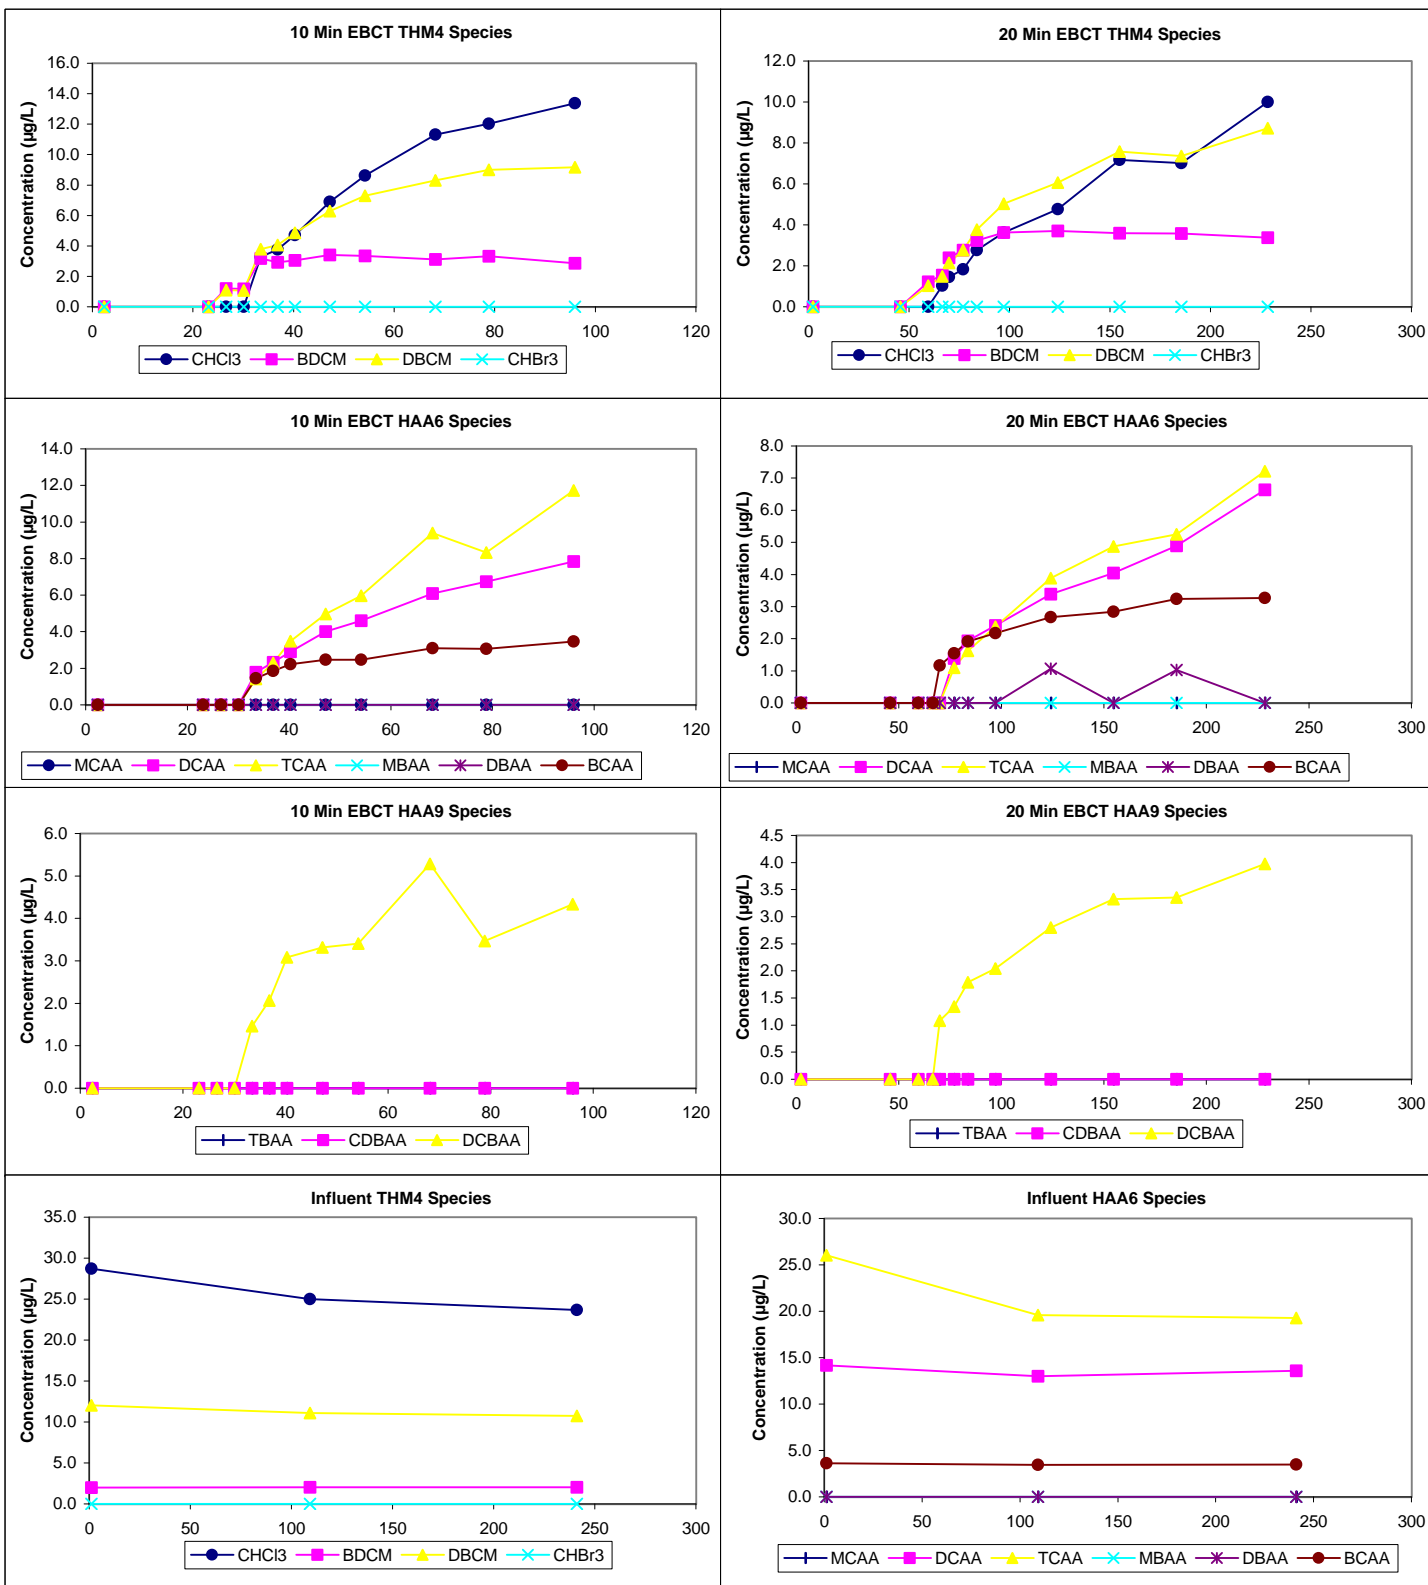 10 Min EBCT THM4 Species
Concentration (µg/L)
16.0
14.0
12.0
10.0
8.0
6.0
4.0
2.0
0.0
0 20 40 60 80 100 120
CHCl3 BDCM DBCM CHBr3
20 Min EBCT THM4 Species
Concentration (µg/L)
12.0
10.0
8.0
6.0
4.0
2.0
0.0
0 50 100 150 200 250 300
CHCl3 BDCM DBCM CHBr3
10 Min EBCT HAA6 Species
Concentration (µg/L)
14.0
12.0
10.0
8.0
6.0
4.0
2.0
0.0
0 20 40 60 80 100 120
MCAA DCAA TCAA MBAA DBAA BCAA
20 Min EBCT HAA6 Species
Concentration (µg/L)
8.0
7.0
6.0
5.0
4.0
3.0
2.0
1.0
0.0
0 50 100 150 200 250 300
MCAA DCAA TCAA MBAA DBAA BCAA
10 Min EBCT HAA9 Species
Concentration (µg/L)
6.0
5.0
4.0
3.0
2.0
1.0
0.0
0 20 40 60 80 100 120
TBAA CDBAA DCBAA
20 Min EBCT HAA9 Species
Concentration (µg/L)
4.5
4.0
3.5
3.0
2.5
2.0
1.5
1.0
0.5
0.0
0 50 100 150 200 250 300
TBAA CDBAA DCBAA
Influent THM4 Species
Concentration (µg/L)
35.0
30.0
25.0
20.0
15.0
10.0
5.0
0.0
0 50 100 150 200 250 300
CHCl3 BDCM DBCM CHBr3
Influent HAA6 Species
Concentration (µg/L)
30.0
25.0
20.0
15.0
10.0
5.0
0.0
0 50 100 150 200 250 300
MCAA DCAA TCAA MBAA DBAA BCAA